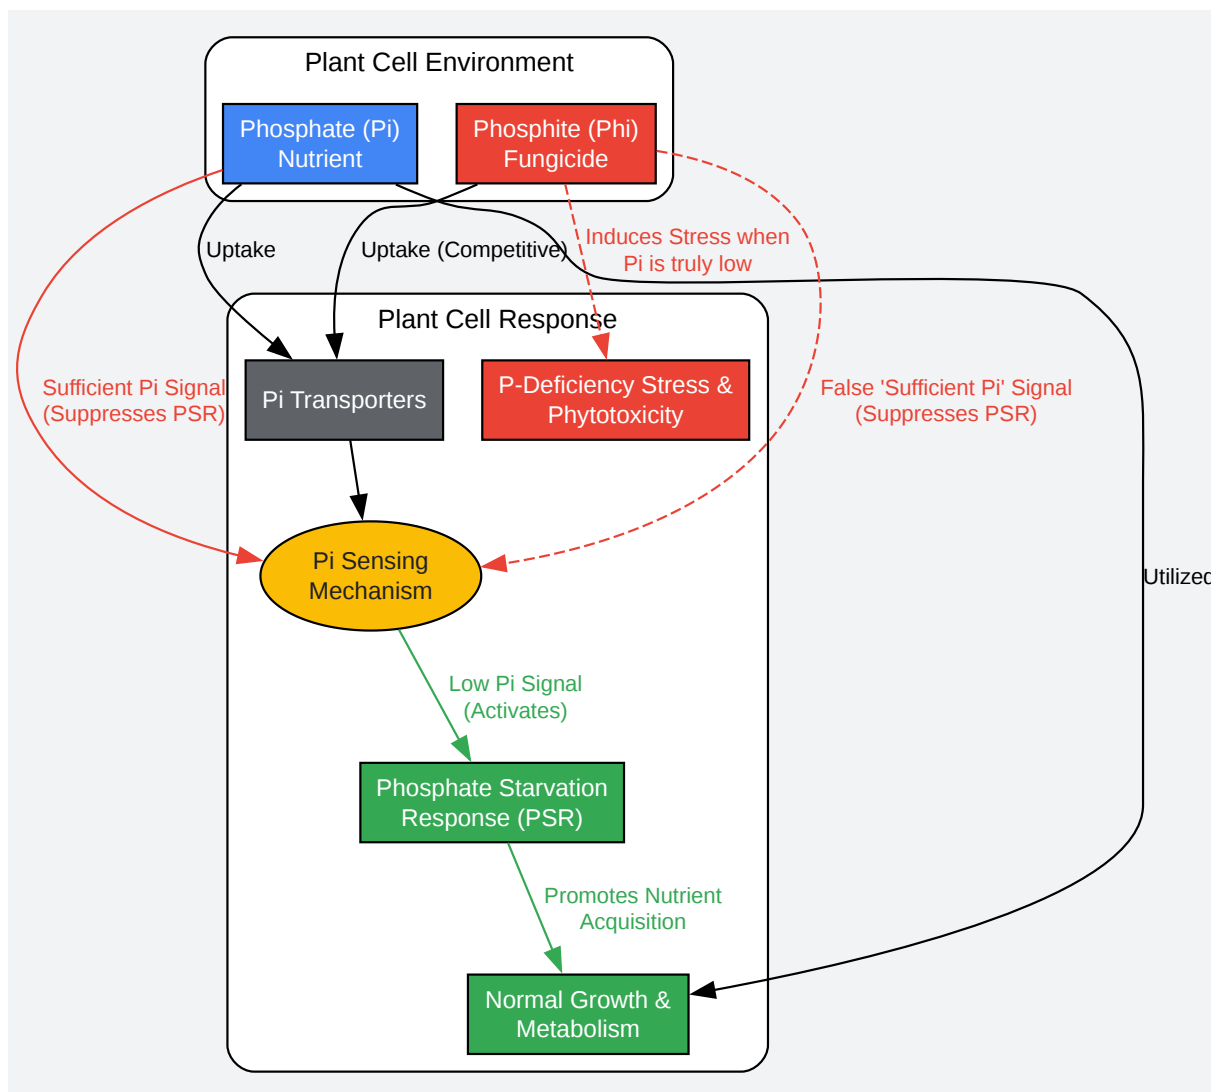 Plant Cell Environment
Phosphate (Pi)
Nutrient
Phosphite (Phi)
Fungicide
Uptake
Uptake (Competitive)
Induces Stress when
Pi is truly low
Plant Cell Response
Pi Transporters
P-Deficiency Stress &
Phytotoxicity
Sufficient Pi Signal
(Suppresses PSR)
False 'Sufficient Pi' Signal
(Suppresses PSR)
Pi Sensing
Mechanism
Utilized
Low Pi Signal
(Activates)
Phosphate Starvation
Response (PSR)
Promotes Nutrient
Acquisition
Normal Growth &
Metabolism